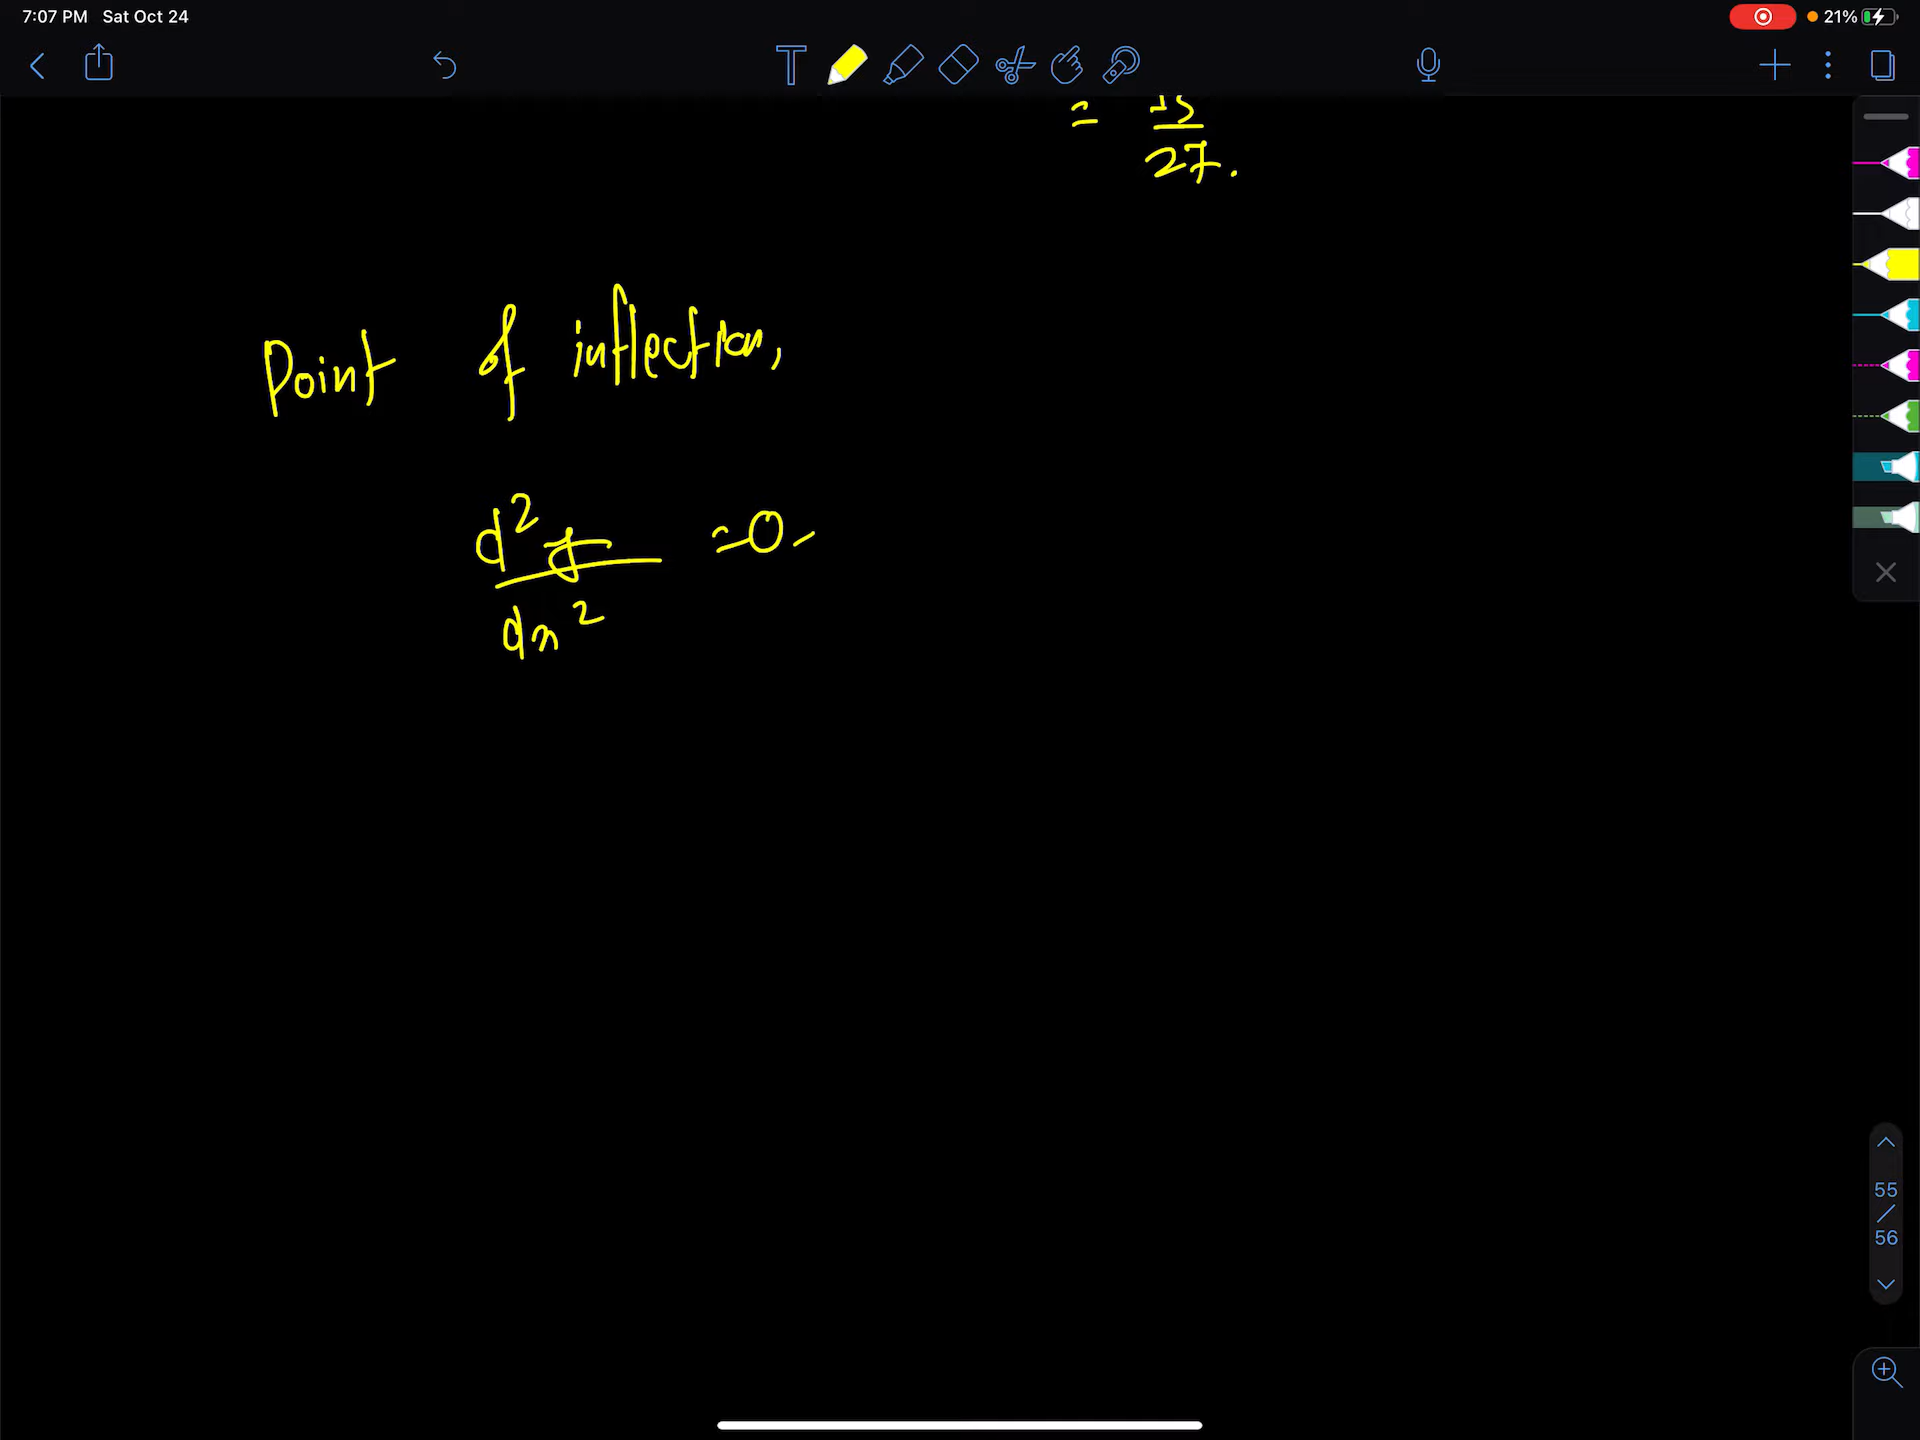 7:07 PM Sat Oct 24
21%
=
27.
Point of inflection,
d²y
=0
dx²
55
/
56